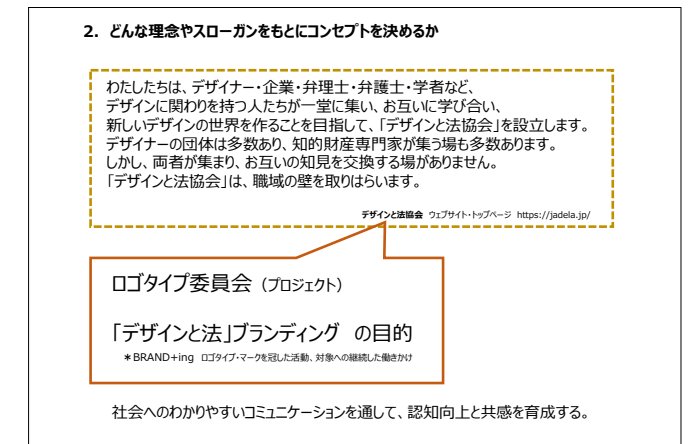 2. どんな理念やスローガンをもとにコンセプトを決めるか
わたしたちは、デザイナー・企業・弁理士・弁護士・学者など、
デザインに関わりを持つ人たちが一堂に集い、お互いに学び合い、
新しいデザインの世界を作ることを目指して、「デザインと法協会」を設立します。
デザイナーの団体は多数あり、知的財産専門家が集う場も多数あります。
しかし、両者が集まり、お互いの知見を交換する場がありません。
「デザインと法協会」は、職域の壁を取りはらいます。
デザインと法協会 ウェブサイト・トップページ https://jadela.jp/
ロゴタイプ委員会（プロジェクト）
「デザインと法」ブランディング の目的
＊BRAND+ing ロゴタイプ・マークを冠した活動、対象への継続した働きかけ
社会へのわかりやすいコミュニケーションを通して、認知向上と共感を育成する。